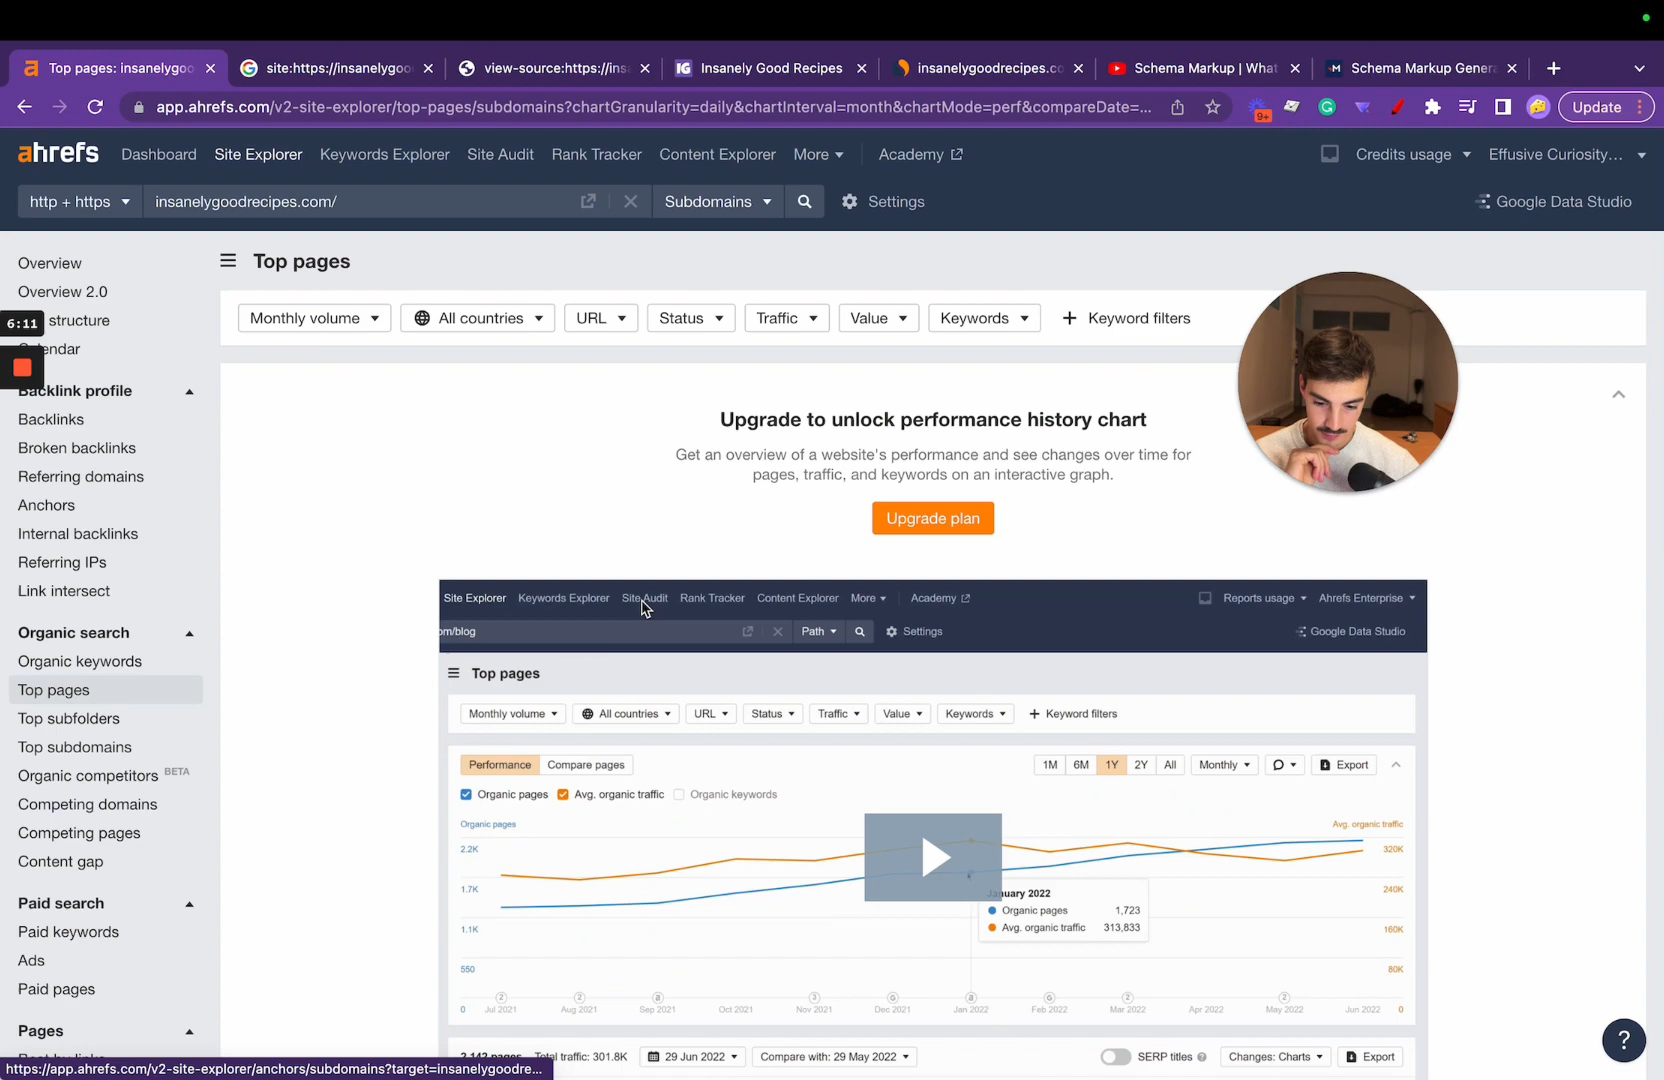 Top pages: insanelygoo
site:https://insanelygoo
view-source:https://ins
Insanely Good Recipes
insanelygoodrecipes.co
Schema Markup | What
Schema Markup Genera
app.ahrefs.com/v2-site-explorer/top-pages/subdomains?chartGranularity=daily&chartInterval=month&chartMode=perf&compareDate=...
9+
Update
ahrefs
Dashboard
Site Explorer
Keywords Explorer
Site Audit
Rank Tracker
Content Explorer
More
Academy
Credits usage
Effusive Curiosity...
http + https
insanelygoodrecipes.com/
Subdomains
Settings
Google Data Studio
Overview
Overview 2.0
structure
6:11
Backlink profile
Backlinks
Broken backlinks
Referring domains
Anchors
Internal backlinks
Referring IPs
Link intersect
Organic search
Organic keywords
Top pages
Top subfolders
Top subdomains
Organic competitors BETA
Competing domains
Competing pages
Content gap
Paid search
Paid keywords
Ads
Paid pages
Pages
Top pages
Monthly volume
All countries
URL
Status
Traffic
Value
Keywords
+ Keyword filters
Upgrade to unlock performance history chart
Get an overview of a website's performance and see changes over time for
pages, traffic, and keywords on an interactive graph.
Upgrade plan
Site Explorer
Keywords Explorer
Site Audit
Rank Tracker
Content Explorer
More
Academy
Reports usage
Ahrefs Enterprise
om/blog
Path
Settings
Google Data Studio
Top pages
Monthly volume
All countries
URL
Status
Traffic
Value
Keywords
+ Keyword filters
Performance
Compare pages
1M
6M
1Y
2Y
All
Monthly
Export
Organic pages
Avg. organic traffic
Organic keywords
Organic pages
Avg. organic traffic
2.2K
320K
1.7K
240K
1.1K
160K
550
80K
0
0
January 2022
Organic pages 1,723
Avg. organic traffic 313,833
Jul 2021
Aug 2021
Sep 2021
Oct 2021
Nov 2021
Dec 2021
Jan 2022
Feb 2022
Mar 2022
Apr 2022
May 2022
Jun 2022
2,142 pages
Total traffic: 301.8K
29 Jun 2022
Compare with: 29 May 2022
SERP titles
Changes: Charts
Export
?
https://app.ahrefs.com/v2-site-explorer/anchors/subdomains?target=insanelygoodre...